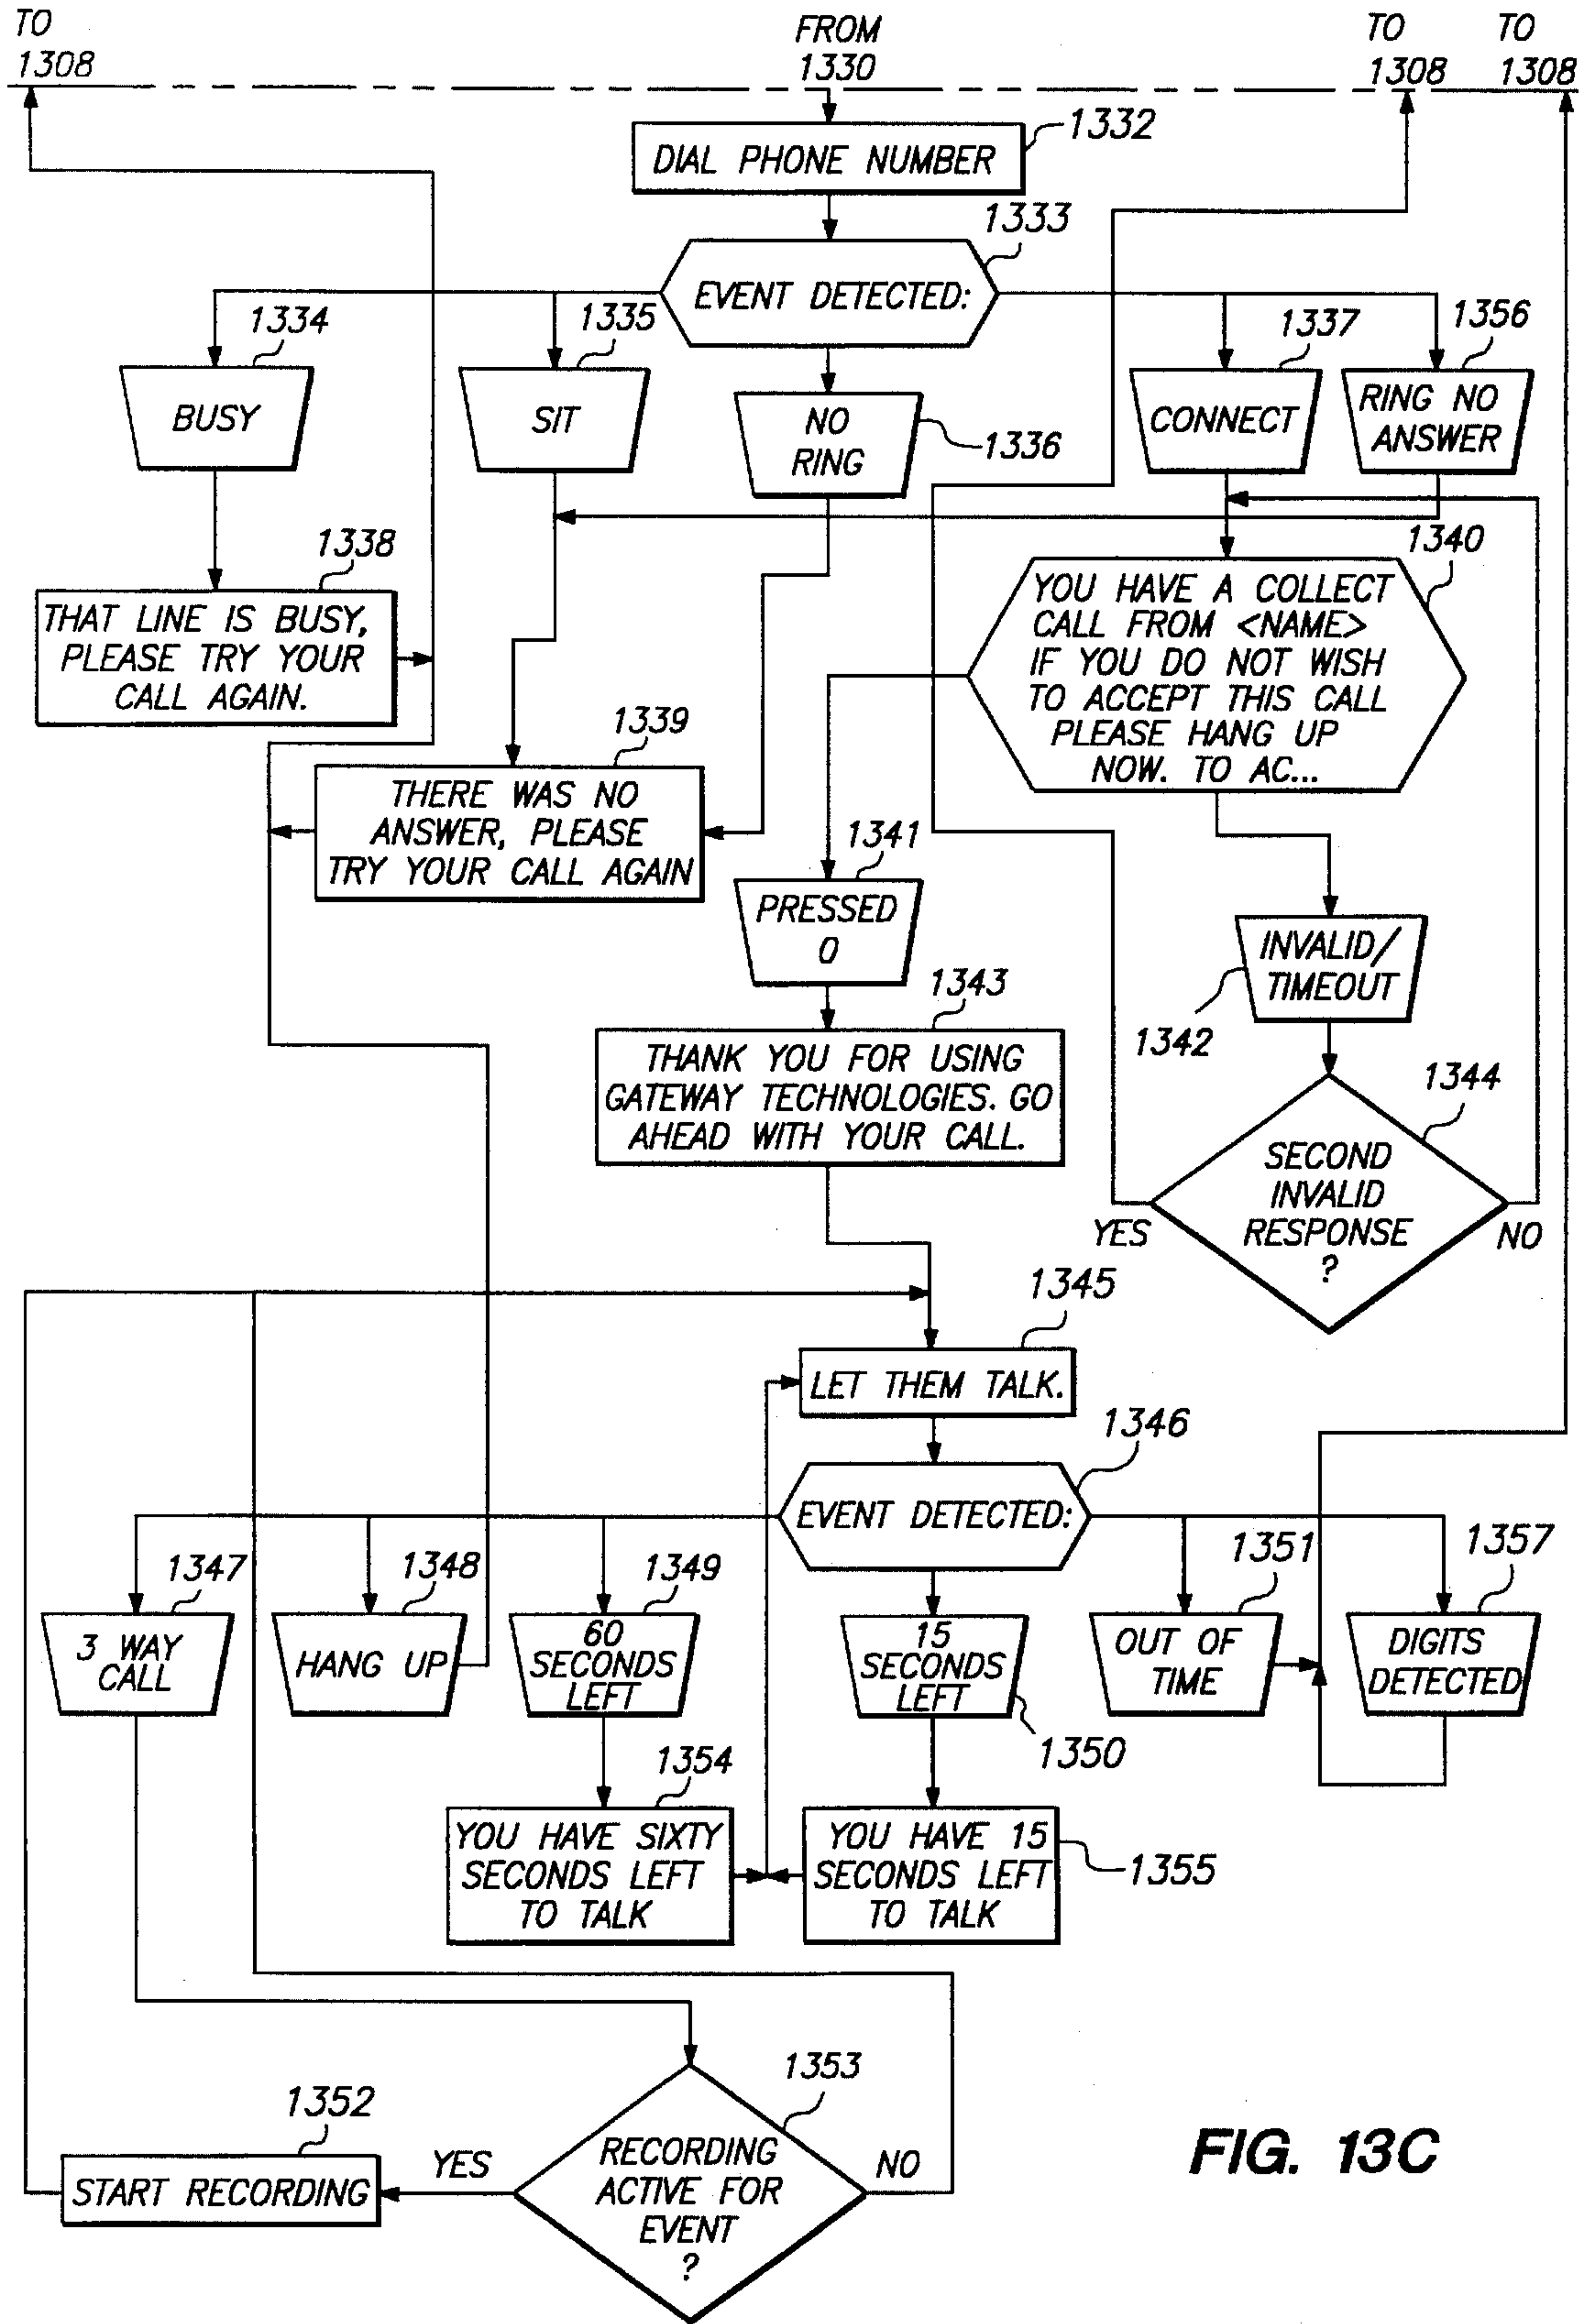 TO
1308
FROM
1330
TO
1308
TO
1308
1332
DIAL PHONE NUMBER
1333
EVENT DETECTED:
1334
BUSY
1335
SIT
NO
RING
1336
1337
CONNECT
1356
RING NO
ANSWER
1338
THAT LINE IS BUSY,
PLEASE TRY YOUR
CALL AGAIN.
1340
YOU HAVE A COLLECT
CALL FROM <NAME>
IF YOU DO NOT WISH
TO ACCEPT THIS CALL
PLEASE HANG UP
NOW. TO AC...
1339
THERE WAS NO
ANSWER, PLEASE
TRY YOUR CALL AGAIN
1341
PRESSED
0
INVALID/
TIMEOUT
1342
1343
THANK YOU FOR USING
GATEWAY TECHNOLOGIES. GO
AHEAD WITH YOUR CALL.
1344
SECOND
INVALID
RESPONSE
?
YES
NO
1345
LET THEM TALK.
1346
EVENT DETECTED:
1347
3 WAY
CALL
1348
HANG UP
1349
60
SECONDS
LEFT
15
SECONDS
LEFT
1350
1351
OUT OF
TIME
1357
DIGITS
DETECTED
1354
YOU HAVE SIXTY
SECONDS LEFT
TO TALK
YOU HAVE 15
SECONDS LEFT
TO TALK
1355
1353
RECORDING
ACTIVE FOR
EVENT
?
YES
NO
1352
START RECORDING
FIG. 13C